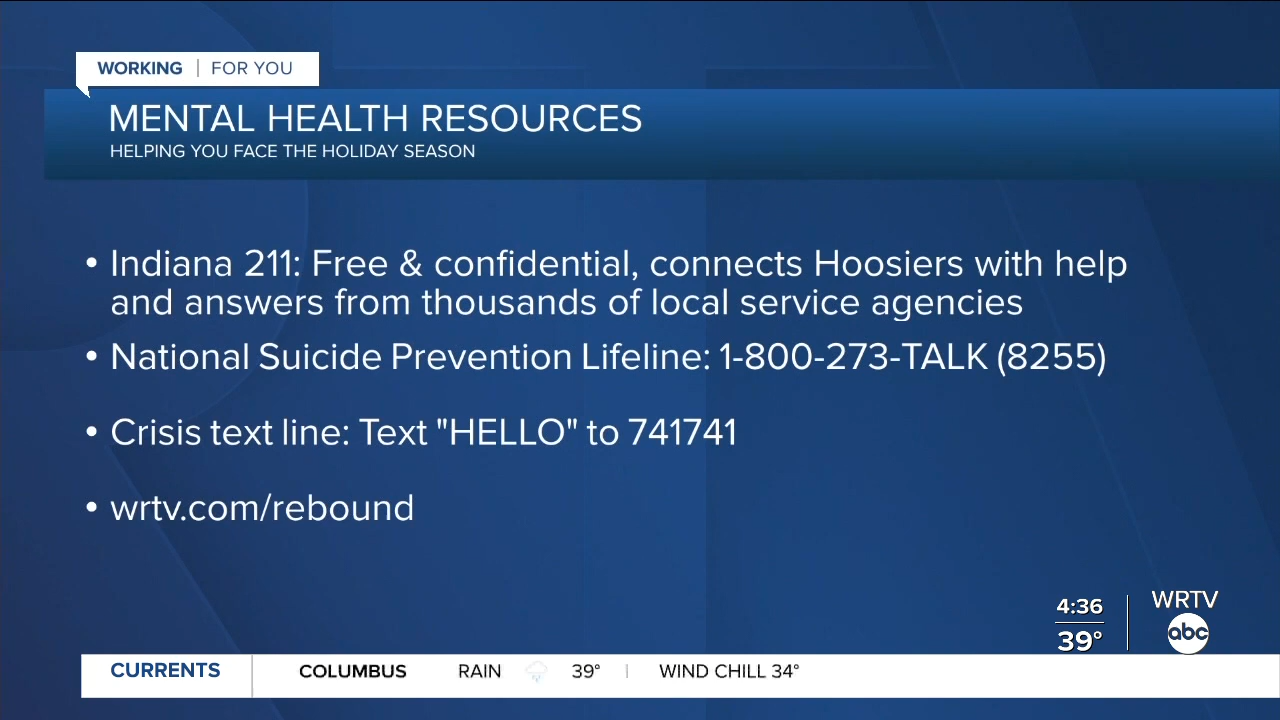 WORKING | FOR YOU
MENTAL HEALTH RESOURCES
HELPING YOU FACE THE HOLIDAY SEASON
• Indiana 211: Free & confidential, connects Hoosiers with help
and answers from thousands of local service agencies
• National Suicide Prevention Lifeline: 1-800-273-TALK (8255)
• Crisis text line: Text "HELLO" to 741741
• wrtv.com/rebound
4:36
39°
WRTV
abc
CURRENTS COLUMBUS RAIN 39° | WIND CHILL 34°